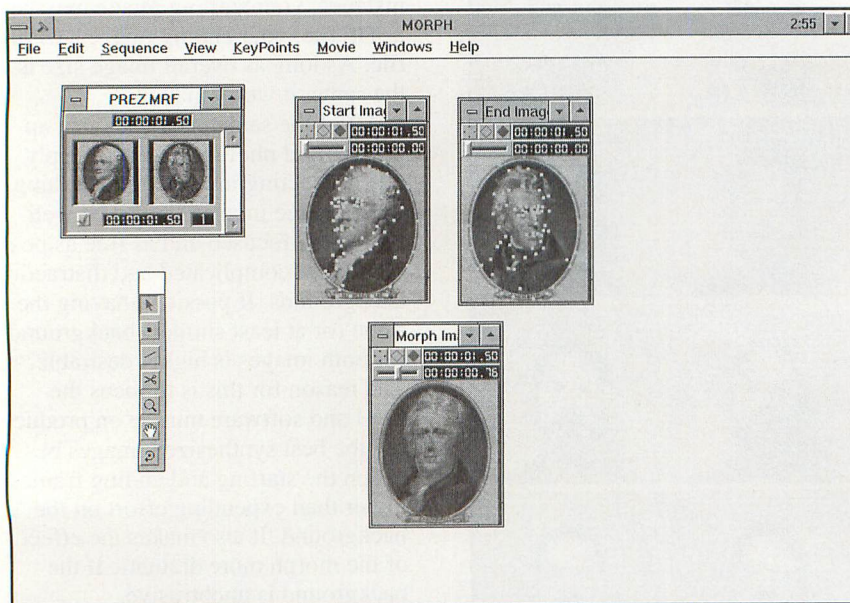 MORPH 2:55
File Edit Sequence View KeyPoints Movie Windows Help
PREZ.MRF
00:00:01.50
00:00:01.50 1
Start Imag
00:00:01.50
00:00:00.00
End Imag
00:00:01.50
00:00:00.00
Morph Im
00:00:01.50
00:00:00.76